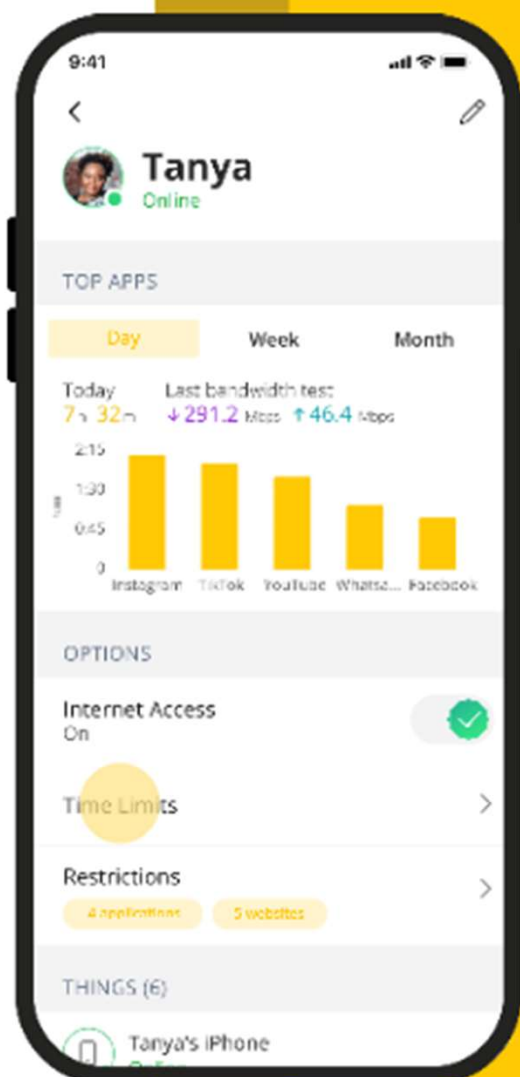 9:41
Tanya
Online
TOP APPS
Day Week Month
Today Last bandwidth test
7h 32m ↓291.2 Mbps ↑46.4 Mbps
2:15
1:30
0:45
0
Instagram TikTok YouTube Whatsa... Facebook
OPTIONS
Internet Access
On
Time Limits
Restrictions
4 applications 5 websites
THINGS (6)
Tanya's iPhone
Online